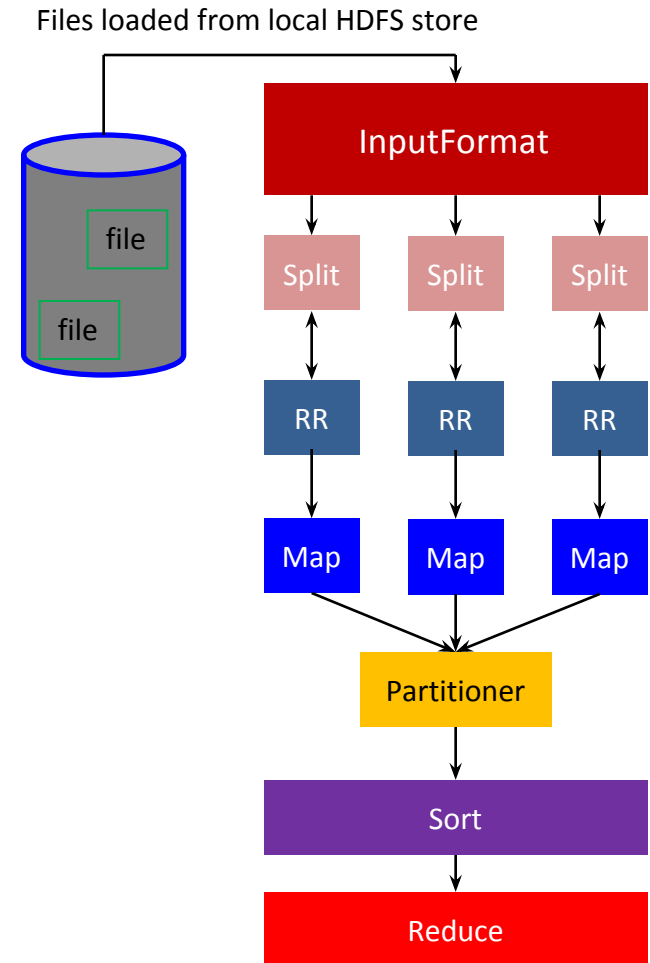 Files loaded from local HDFS store
InputFormat
file
file
Split Split Split
RR RR RR
Map Map Map
Partitioner
Sort
Reduce